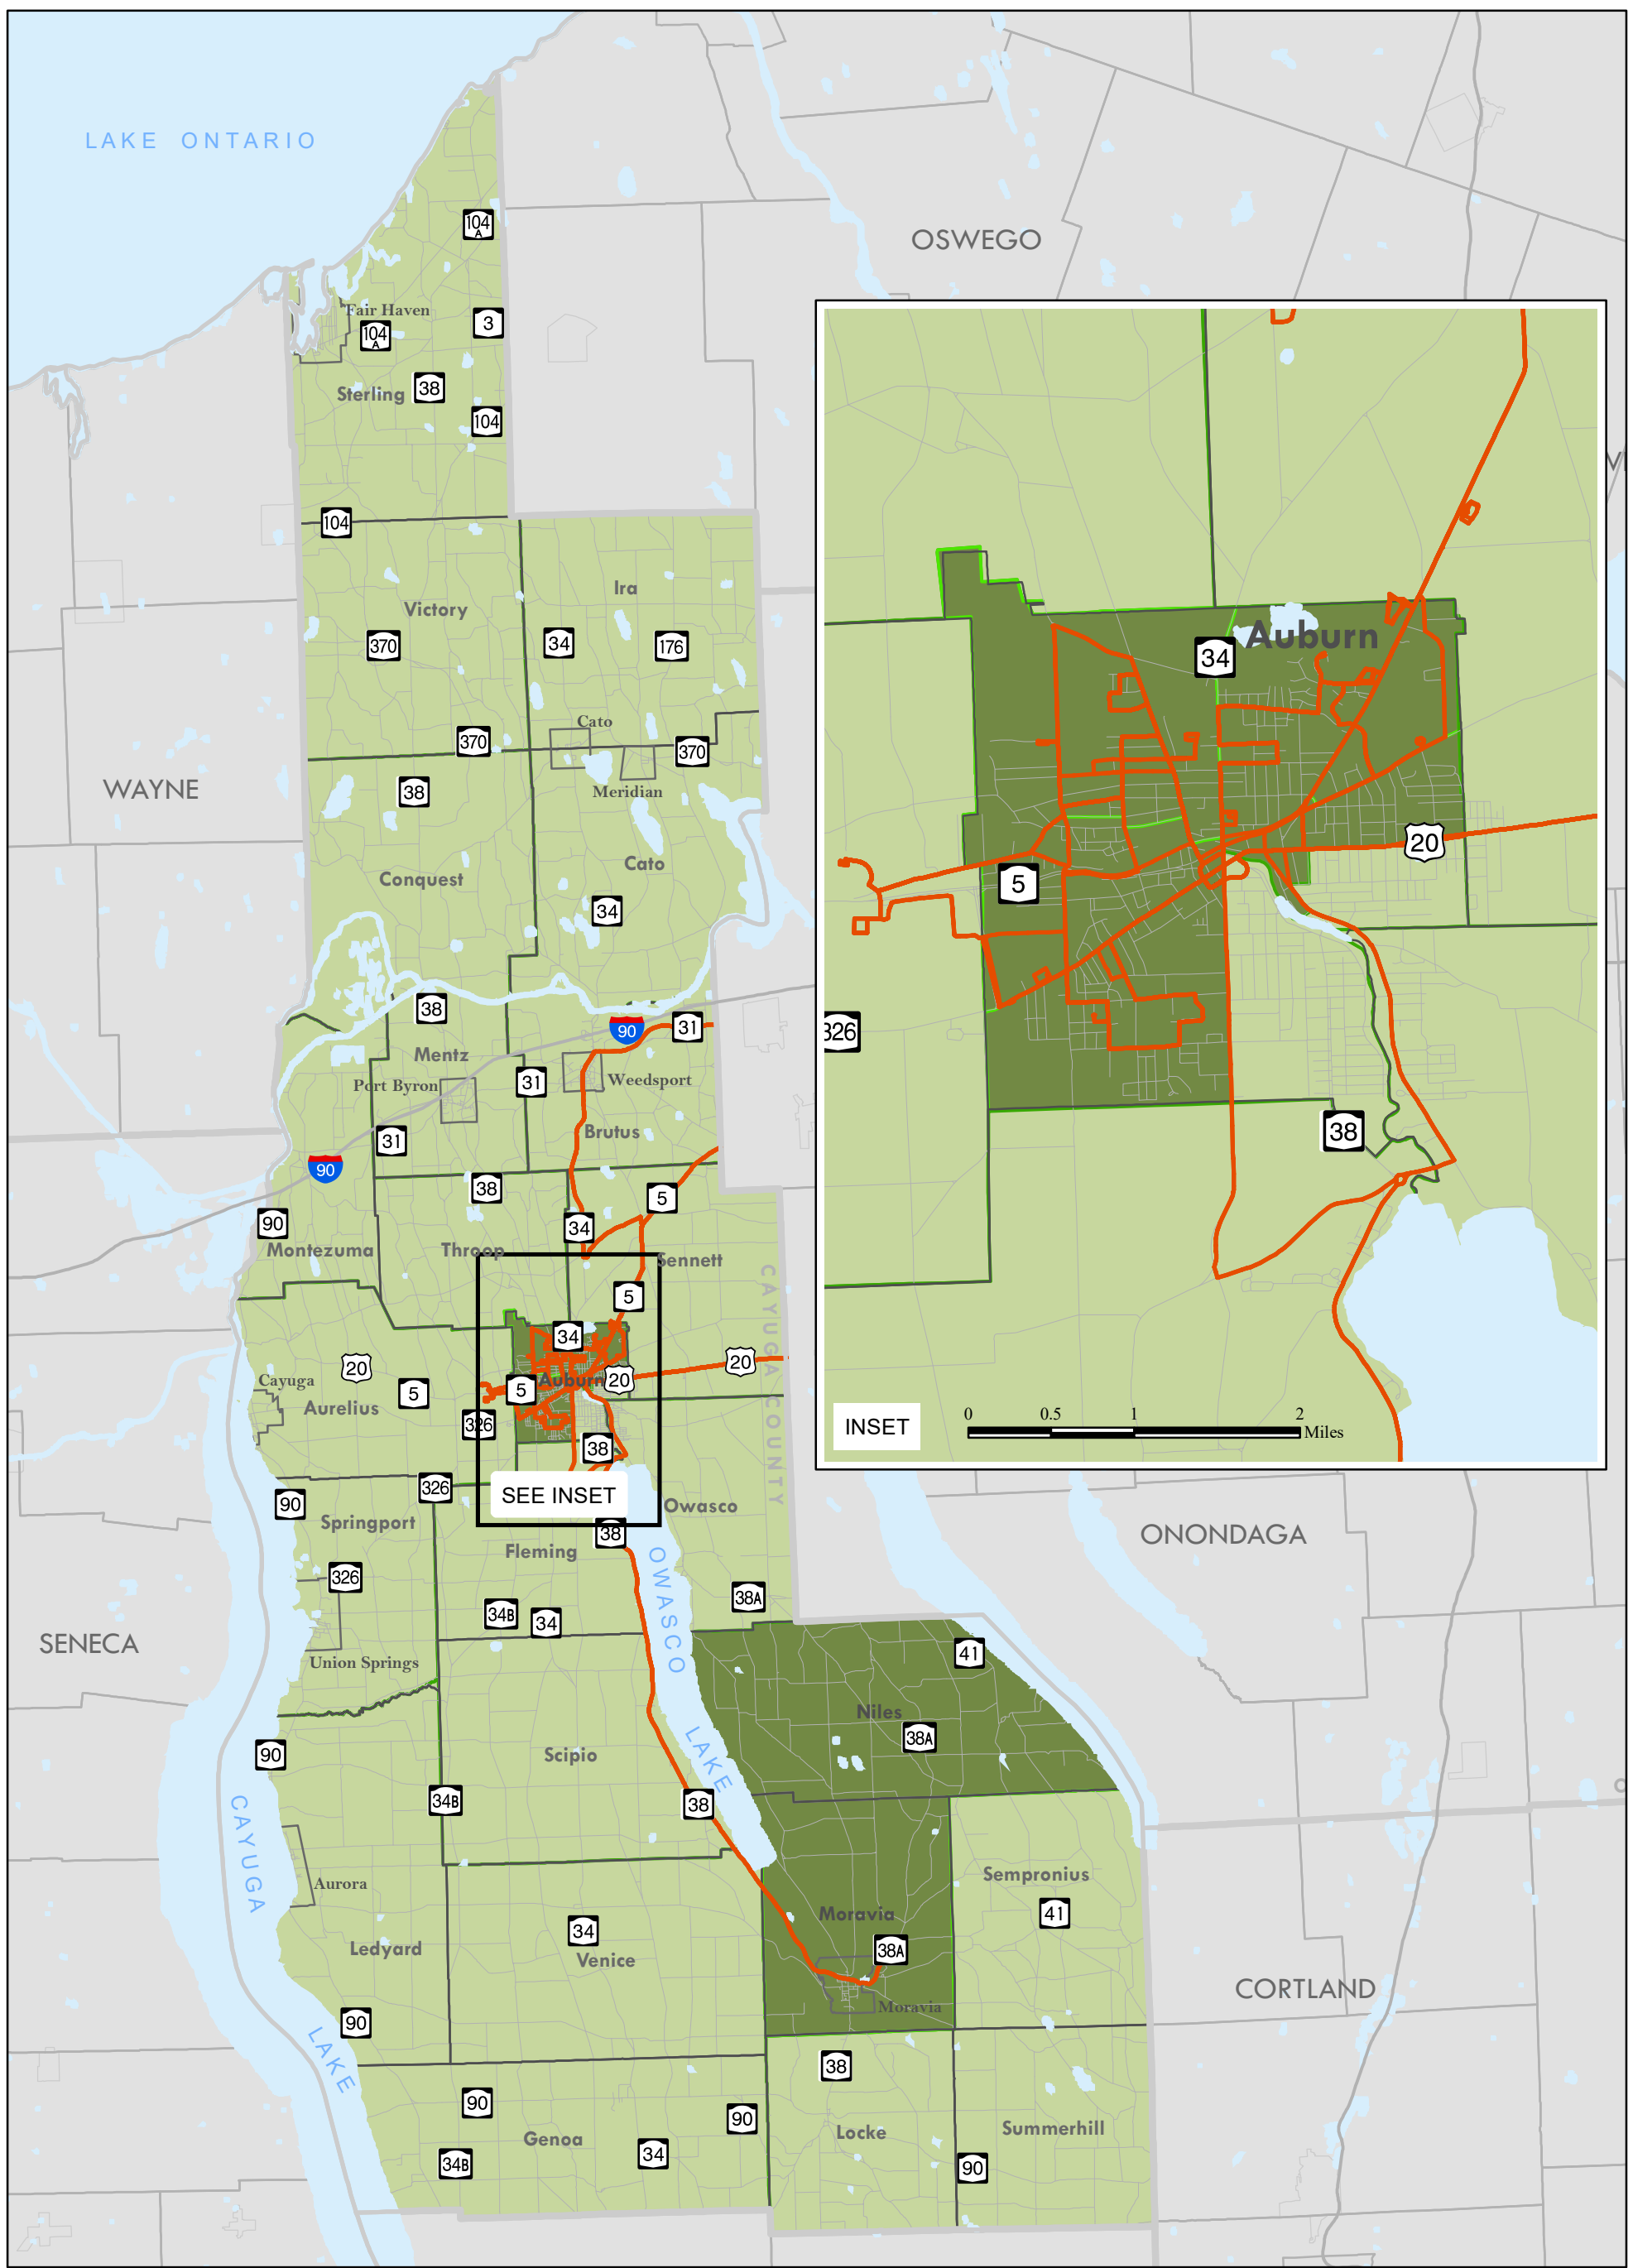 LAKE ONTARIO
104
A
OSWEGO
Fair Haven
104
A
3
Sterling
38
104
104
Ira
Victory
370
34
176
Cato
370
370
WAYNE
38
Meridian
Cato
Conquest
34
38
90
31
Mentz
Port Byron
31
Weedsport
Brutus
31
90
38
5
90
34
Montezuma
Throop
Sennett
5
34
20
20
Cayuga
5
5
Auburn
20
Aurelius
326
38
CAYUGA COUNTY
326
SEE INSET
90
Owasco
Springport
38
Fleming
326
38A
34B
34
SENECA
41
Union Springs
Niles
38A
Scipio
90
34B
38
OWASCO
LAKE
CAYUGA
LAKE
Sempronius
Aurora
Moravia
41
34
38A
Ledyard
Venice
Moravia
90
38
90
90
Genoa
Locke
Summerhill
34B
34
90
Auburn
34
20
5
326
38
INSET
0 0.5 1 2
Miles
ONONDAGA
CORTLAND